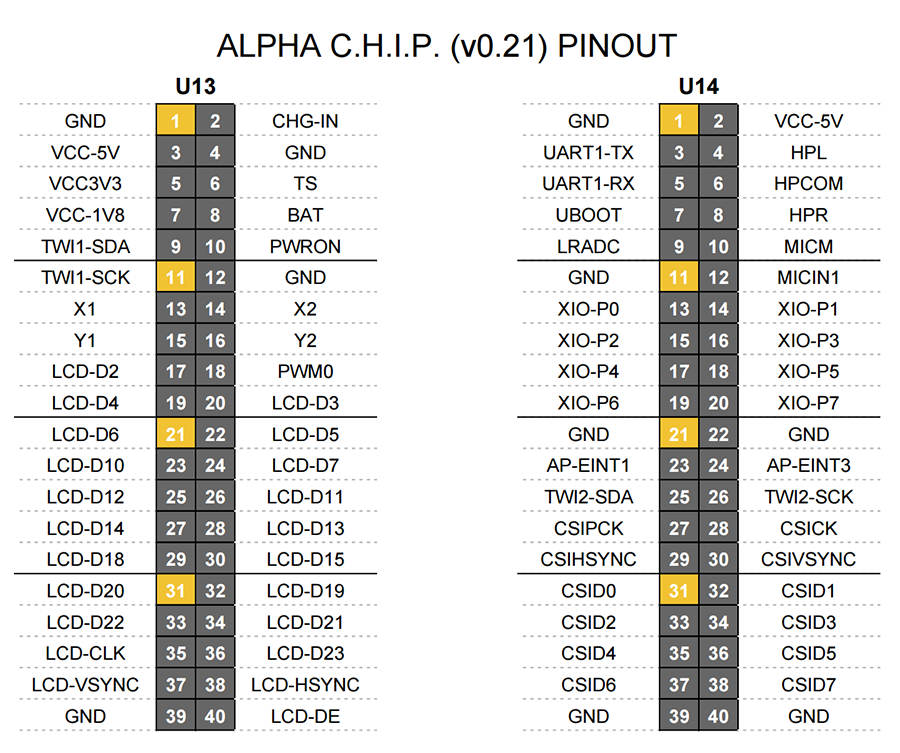 ALPHA C.H.I.P. (v0.21) PINOUT
U13 U14
GND 1 2 CHG-IN GND 1 2 VCC-5V
VCC-5V 3 4 GND UART1-TX 3 4 HPL
VCC3V3 5 6 TS UART1-RX 5 6 HPCOM
VCC-1V8 7 8 BAT UBOOT 7 8 HPR
TWI1-SDA 9 10 PWRON LRADC 9 10 MICM
TWI1-SCK 11 12 GND GND 11 12 MICIN1
X1 13 14 X2 XIO-P0 13 14 XIO-P1
Y1 15 16 Y2 XIO-P2 15 16 XIO-P3
LCD-D2 17 18 PWM0 XIO-P4 17 18 XIO-P5
LCD-D4 19 20 LCD-D3 XIO-P6 19 20 XIO-P7
LCD-D6 21 22 LCD-D5 GND 21 22 GND
LCD-D10 23 24 LCD-D7 AP-EINT1 23 24 AP-EINT3
LCD-D12 25 26 LCD-D11 TWI2-SDA 25 26 TWI2-SCK
LCD-D14 27 28 LCD-D13 CSIPCK 27 28 CSICK
LCD-D18 29 30 LCD-D15 CSIHSYNC 29 30 CSIVSYNC
LCD-D20 31 32 LCD-D19 CSID0 31 32 CSID1
LCD-D22 33 34 LCD-D21 CSID2 33 34 CSID3
LCD-CLK 35 36 LCD-D23 CSID4 35 36 CSID5
LCD-VSYNC 37 38 LCD-HSYNC CSID6 37 38 CSID7
GND 39 40 LCD-DE GND 39 40 GND